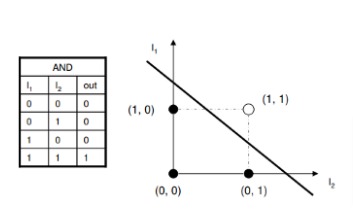 AND
I₁ I₂ out
0 0 0
0 1 0
1 0 0
1 1 1
I₁
(1, 0)
(1, 1)
I₂
(0, 0)
(0, 1)